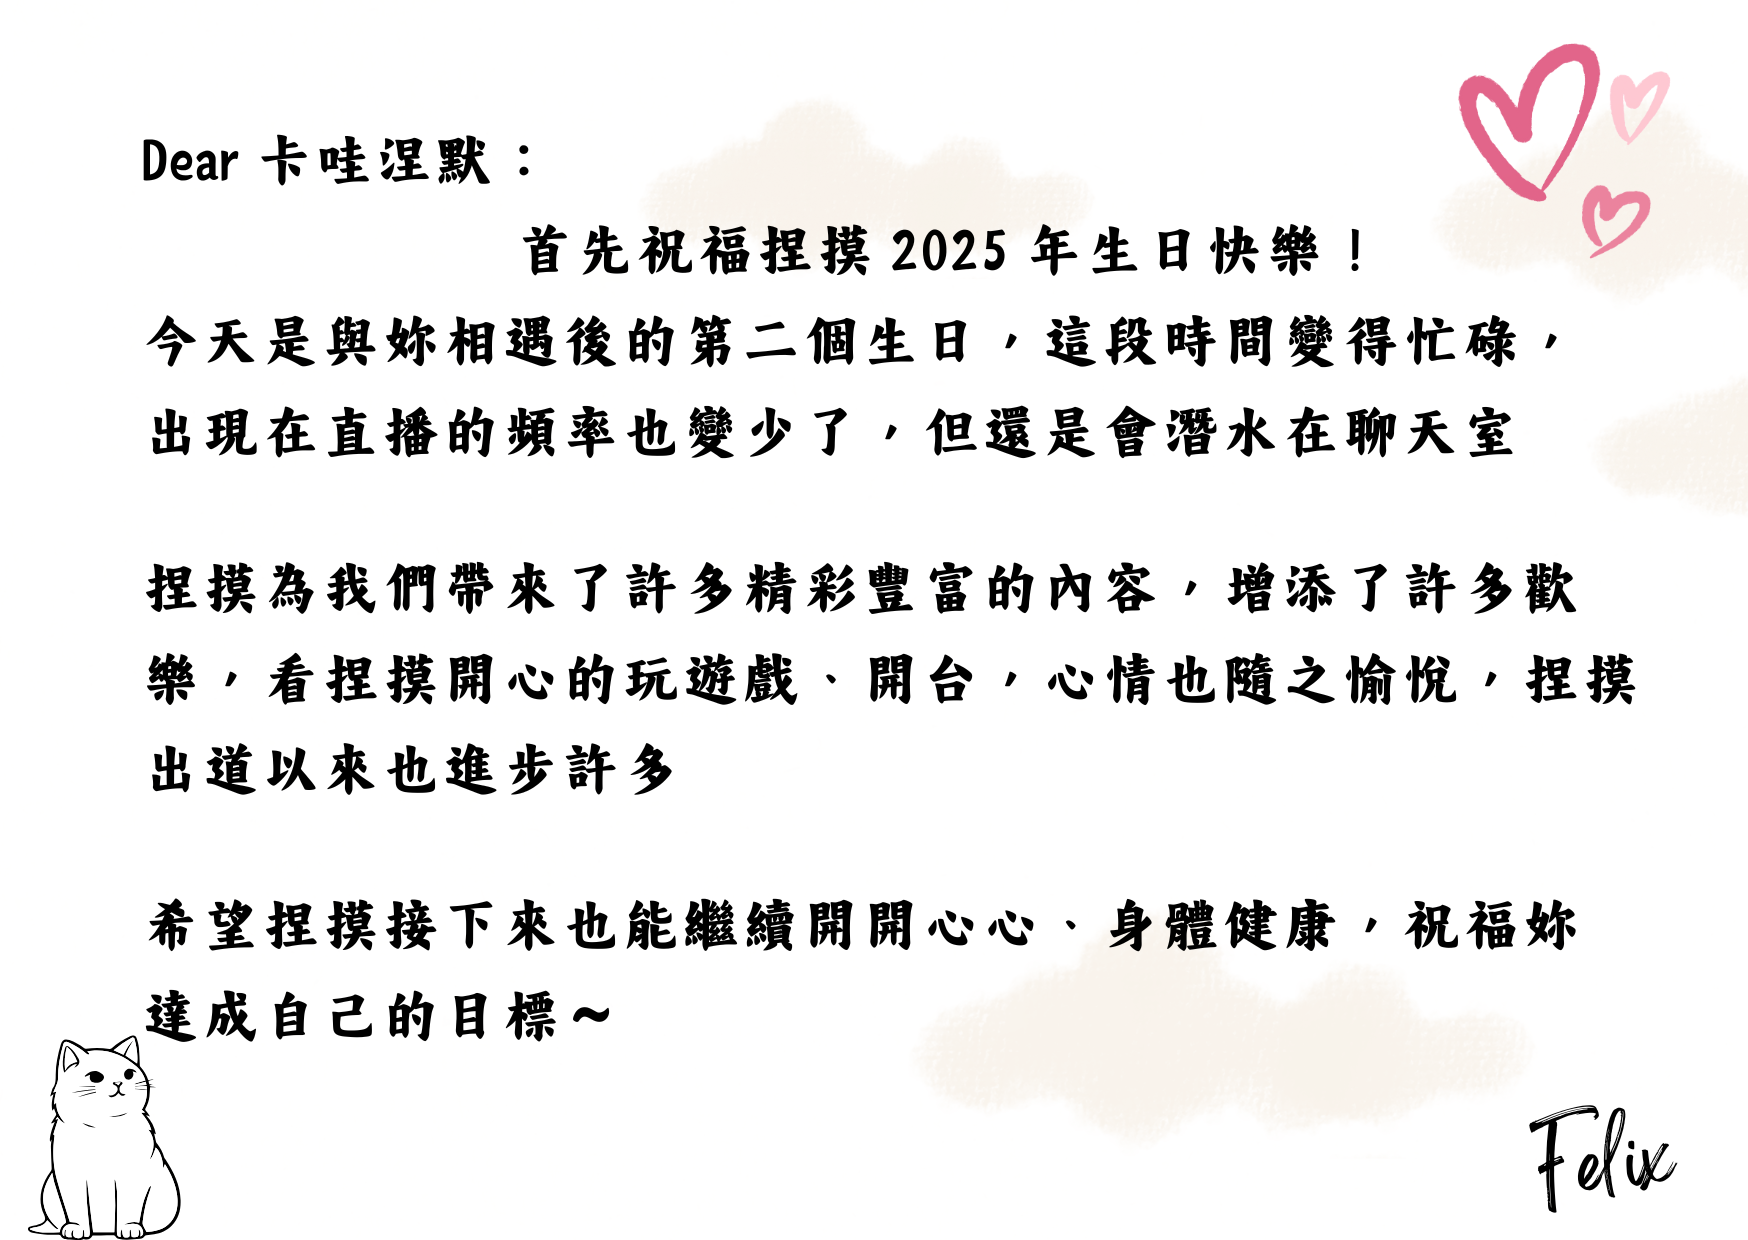 Dear 卡哇涅默：
首先祝福捏摸 2025 年生日快樂！
今天是與妳相遇後的第二個生日，這段時間變得忙碌，
出現在直播的頻率也變少了，但還是會潛水在聊天室
捏摸為我們帶來了許多精彩豐富的內容，增添了許多歡
樂，看捏摸開心的玩遊戲、開台，心情也隨之愉悅，捏摸
出道以來也進步許多
希望捏摸接下來也能繼續開開心心、身體健康，祝福妳
達成自己的目標~
Felix